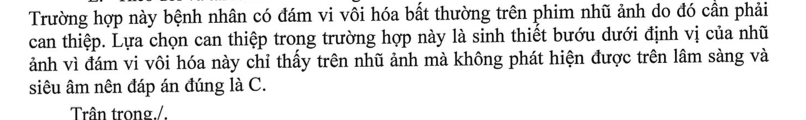 Trường hợp này bệnh nhân có đám vi vôi hóa bất thường trên phim nhũ ảnh do đó cần phải
can thiệp. Lựa chọn can thiệp trong trường hợp này là sinh thiết bướu dưới định vị của nhũ
ảnh vì đám vi vôi hóa này chỉ thấy trên nhũ ảnh mà không phát hiện được trên lâm sàng và
siêu âm nên đáp án đúng là C.
Trân trọng./.